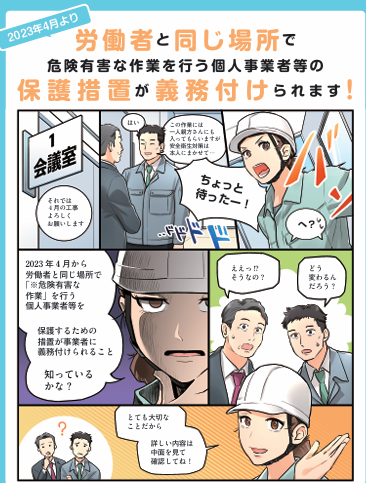 2023年4月より
労働者と同じ場所で
危険有害な作業を行う個人事業者等の
保護措置が義務付けられます!
1
会議室
それでは
4月の工事
よろしく
お願いします
はい
この作業には
一人親方さんにも
入ってもらいますが
安全衛生対策は
本人にまかせて…
ちょっと
待ったー!
へ?
ドドドド
2023年4月から
労働者と同じ場所で
「※危険有害な
作業」を行う
個人事業者等を
保護するための
措置が事業者に
義務付けられること
知っている
かな?
ええっ!?
そうなの?
どう
変わるん
だろう?
?
とても大切な
ことだから
詳しい内容は
中面を見て
確認してね!